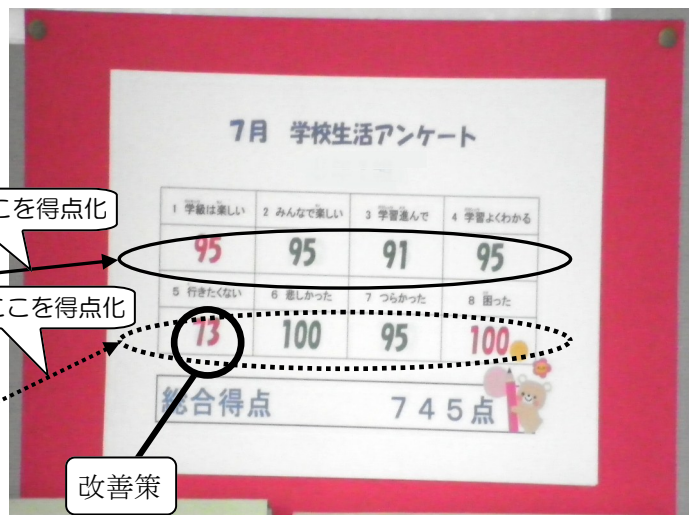 7月 学校生活アンケート
こを得点化
1 学級は楽しい 2 みんなで楽しい 3 学習進んで 4 学習よくわかる
95 95 91 95
ここを得点化
5 行きたくない 6 悲しかった 7 つらかった 8 困った
73 100 95 100
総合得点 745点
改善策